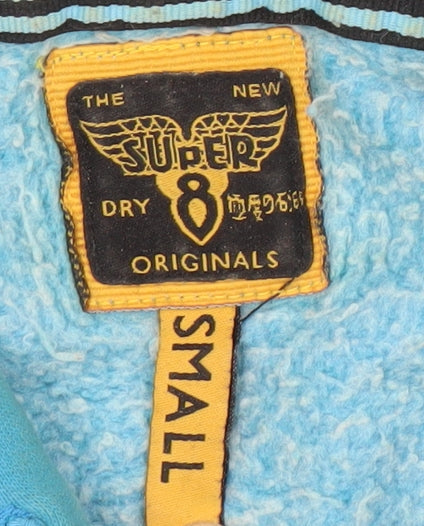 THE NEW
SUPER
DRY 8
ORIGINALS
SMALL